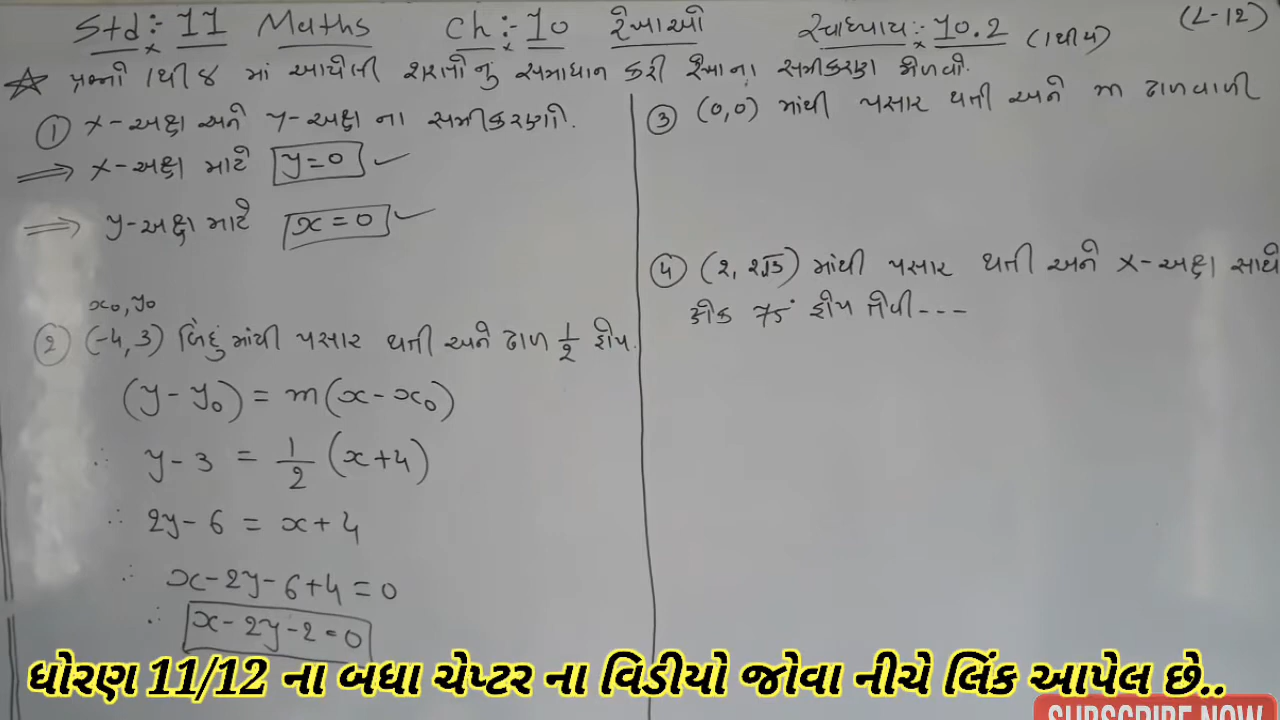 Std :- 11 Maths Ch :- 10 રેખાઓ સ્વાધ્યાય :- 10.2 (1થી૪) (L-12)
☆ પ્રશ્નો 1થી ૪ માં આપેલી શરતોનું સમાધાન કરી રેખાના સમીકરણ મેળવો.
① x-અક્ષ અને y-અક્ષ ના સમીકરણો.
⟹ x-અક્ષ માટે y=0 ✓
⟹ y-અક્ષ માટે x=0 ✓
x₀, y₀
② (-4, 3) બિંદુમાંથી પસાર થતી અને ઢાળ 1/2 હોય.
(y - y₀) = m(x - x₀)
∴ y - 3 = 1/2 (x+4)
∴ 2y - 6 = x + 4
∴ x - 2y - 6 + 4 = 0
∴ x - 2y - 2 = 0
③ (0,0) માંથી પસાર થતી અને m ઢાળવાળી
④ (2, 2√3) માંથી પસાર થતી અને x-અક્ષ સાથે
કોક 75° હોય તેવી---
ધોરણ 11/12 ના બધા ચેપ્ટર ના વિડીયો જોવા નીચે લિંક આપેલ છે..
SUBSCRIBE NOW